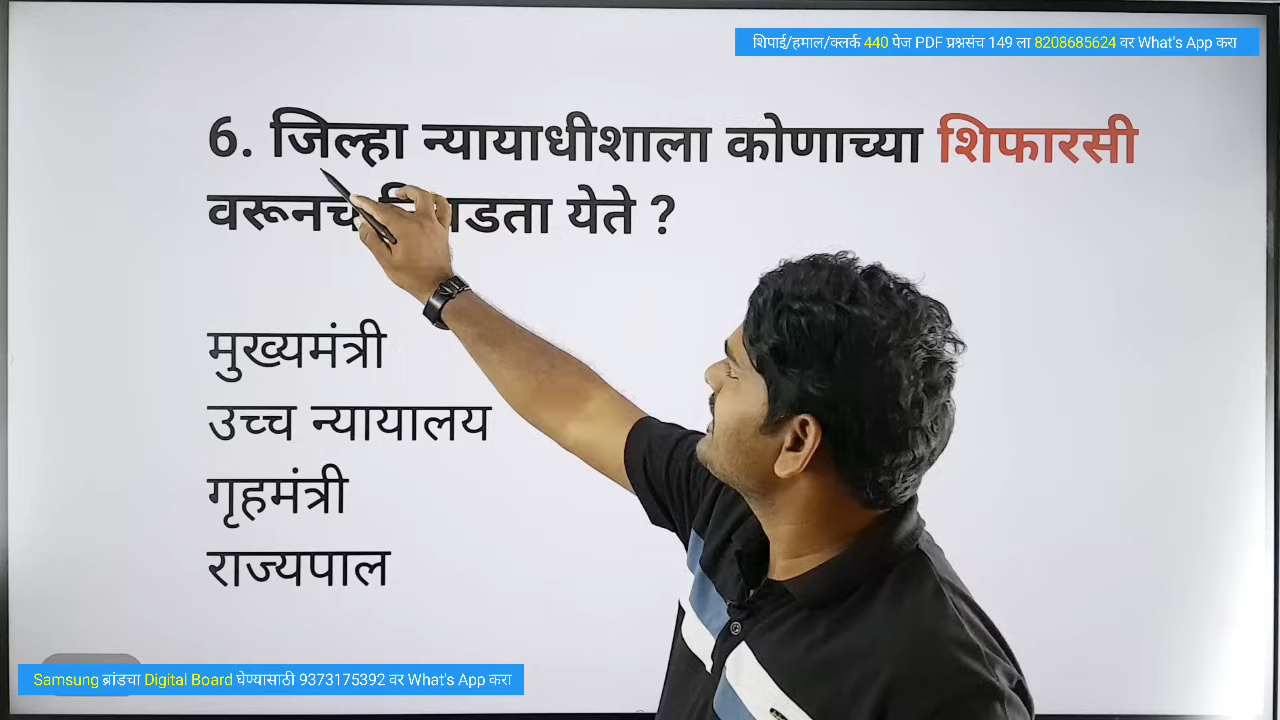 शिपाई/हमाल/क्लर्क 440 पेज PDF प्रश्नसंच 149 ला 8208685624 वर What's App करा
6. जिल्हा न्यायाधीशाला कोणाच्या शिफारसी
वरूनच येते ?
मुख्यमंत्री
उच्च न्यायालय
गृहमंत्री
राज्यपाल
Samsung ब्रांडचा Digital Board घेण्यासाठी 9373175392 वर What's App करा